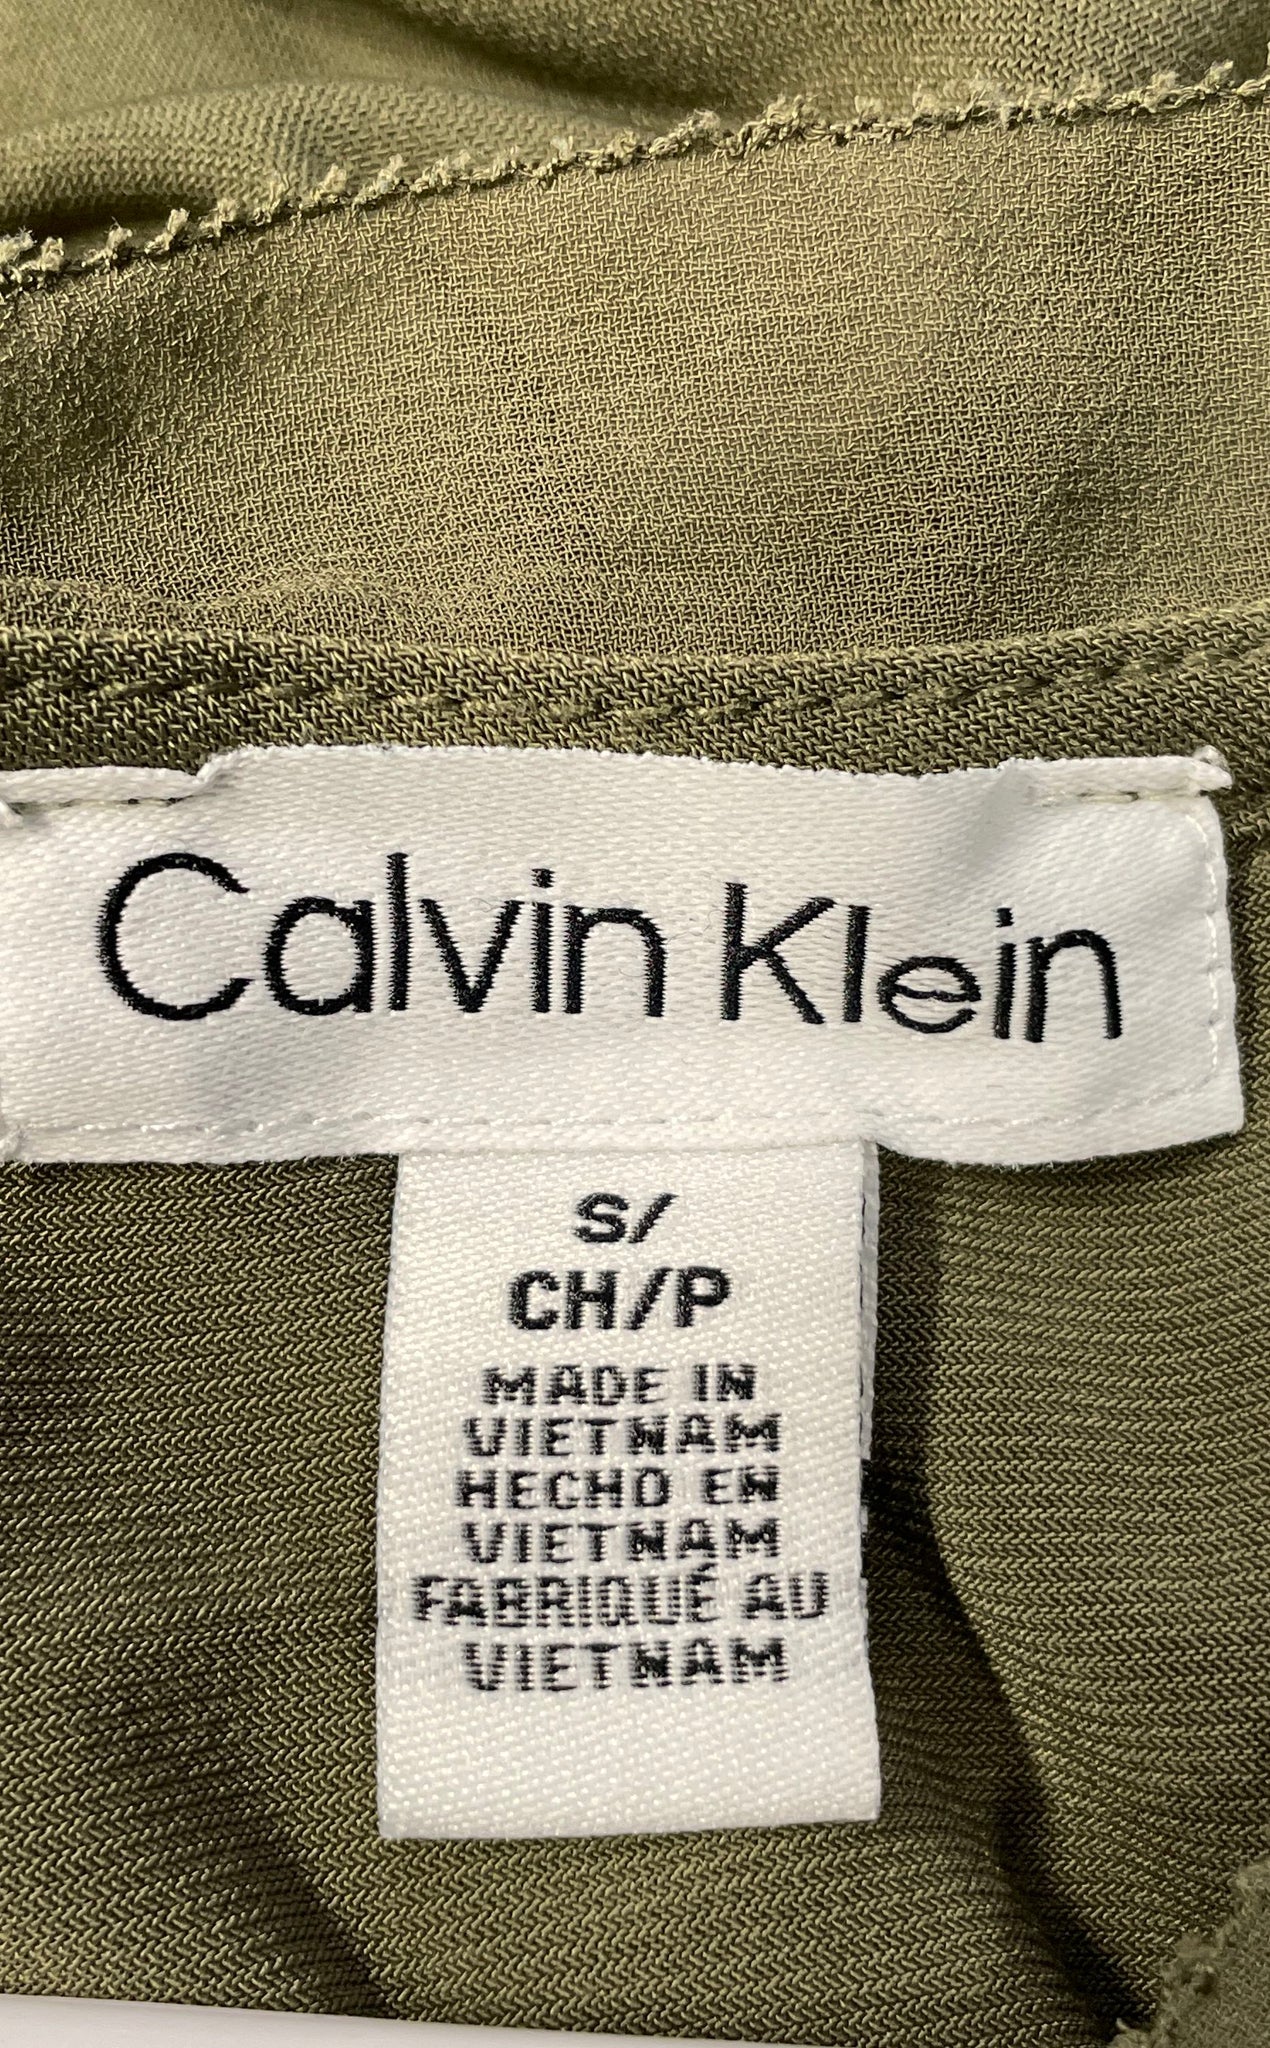 Calvin Klein
S/
CH/P
MADE IN
VIETNAM
HECHO EN
VIETNAM
FABRIQUÉ AU
VIETNAM